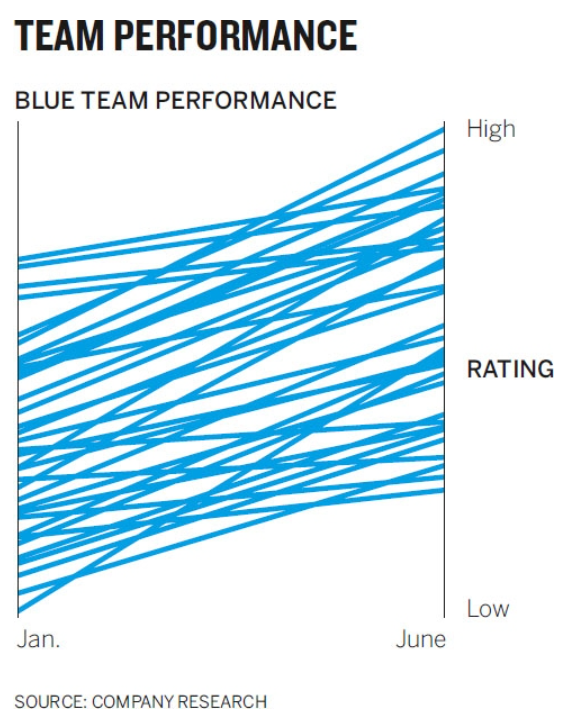 TEAM PERFORMANCE
BLUE TEAM PERFORMANCE
High
RATING
Low
Jan.
June
SOURCE: COMPANY RESEARCH